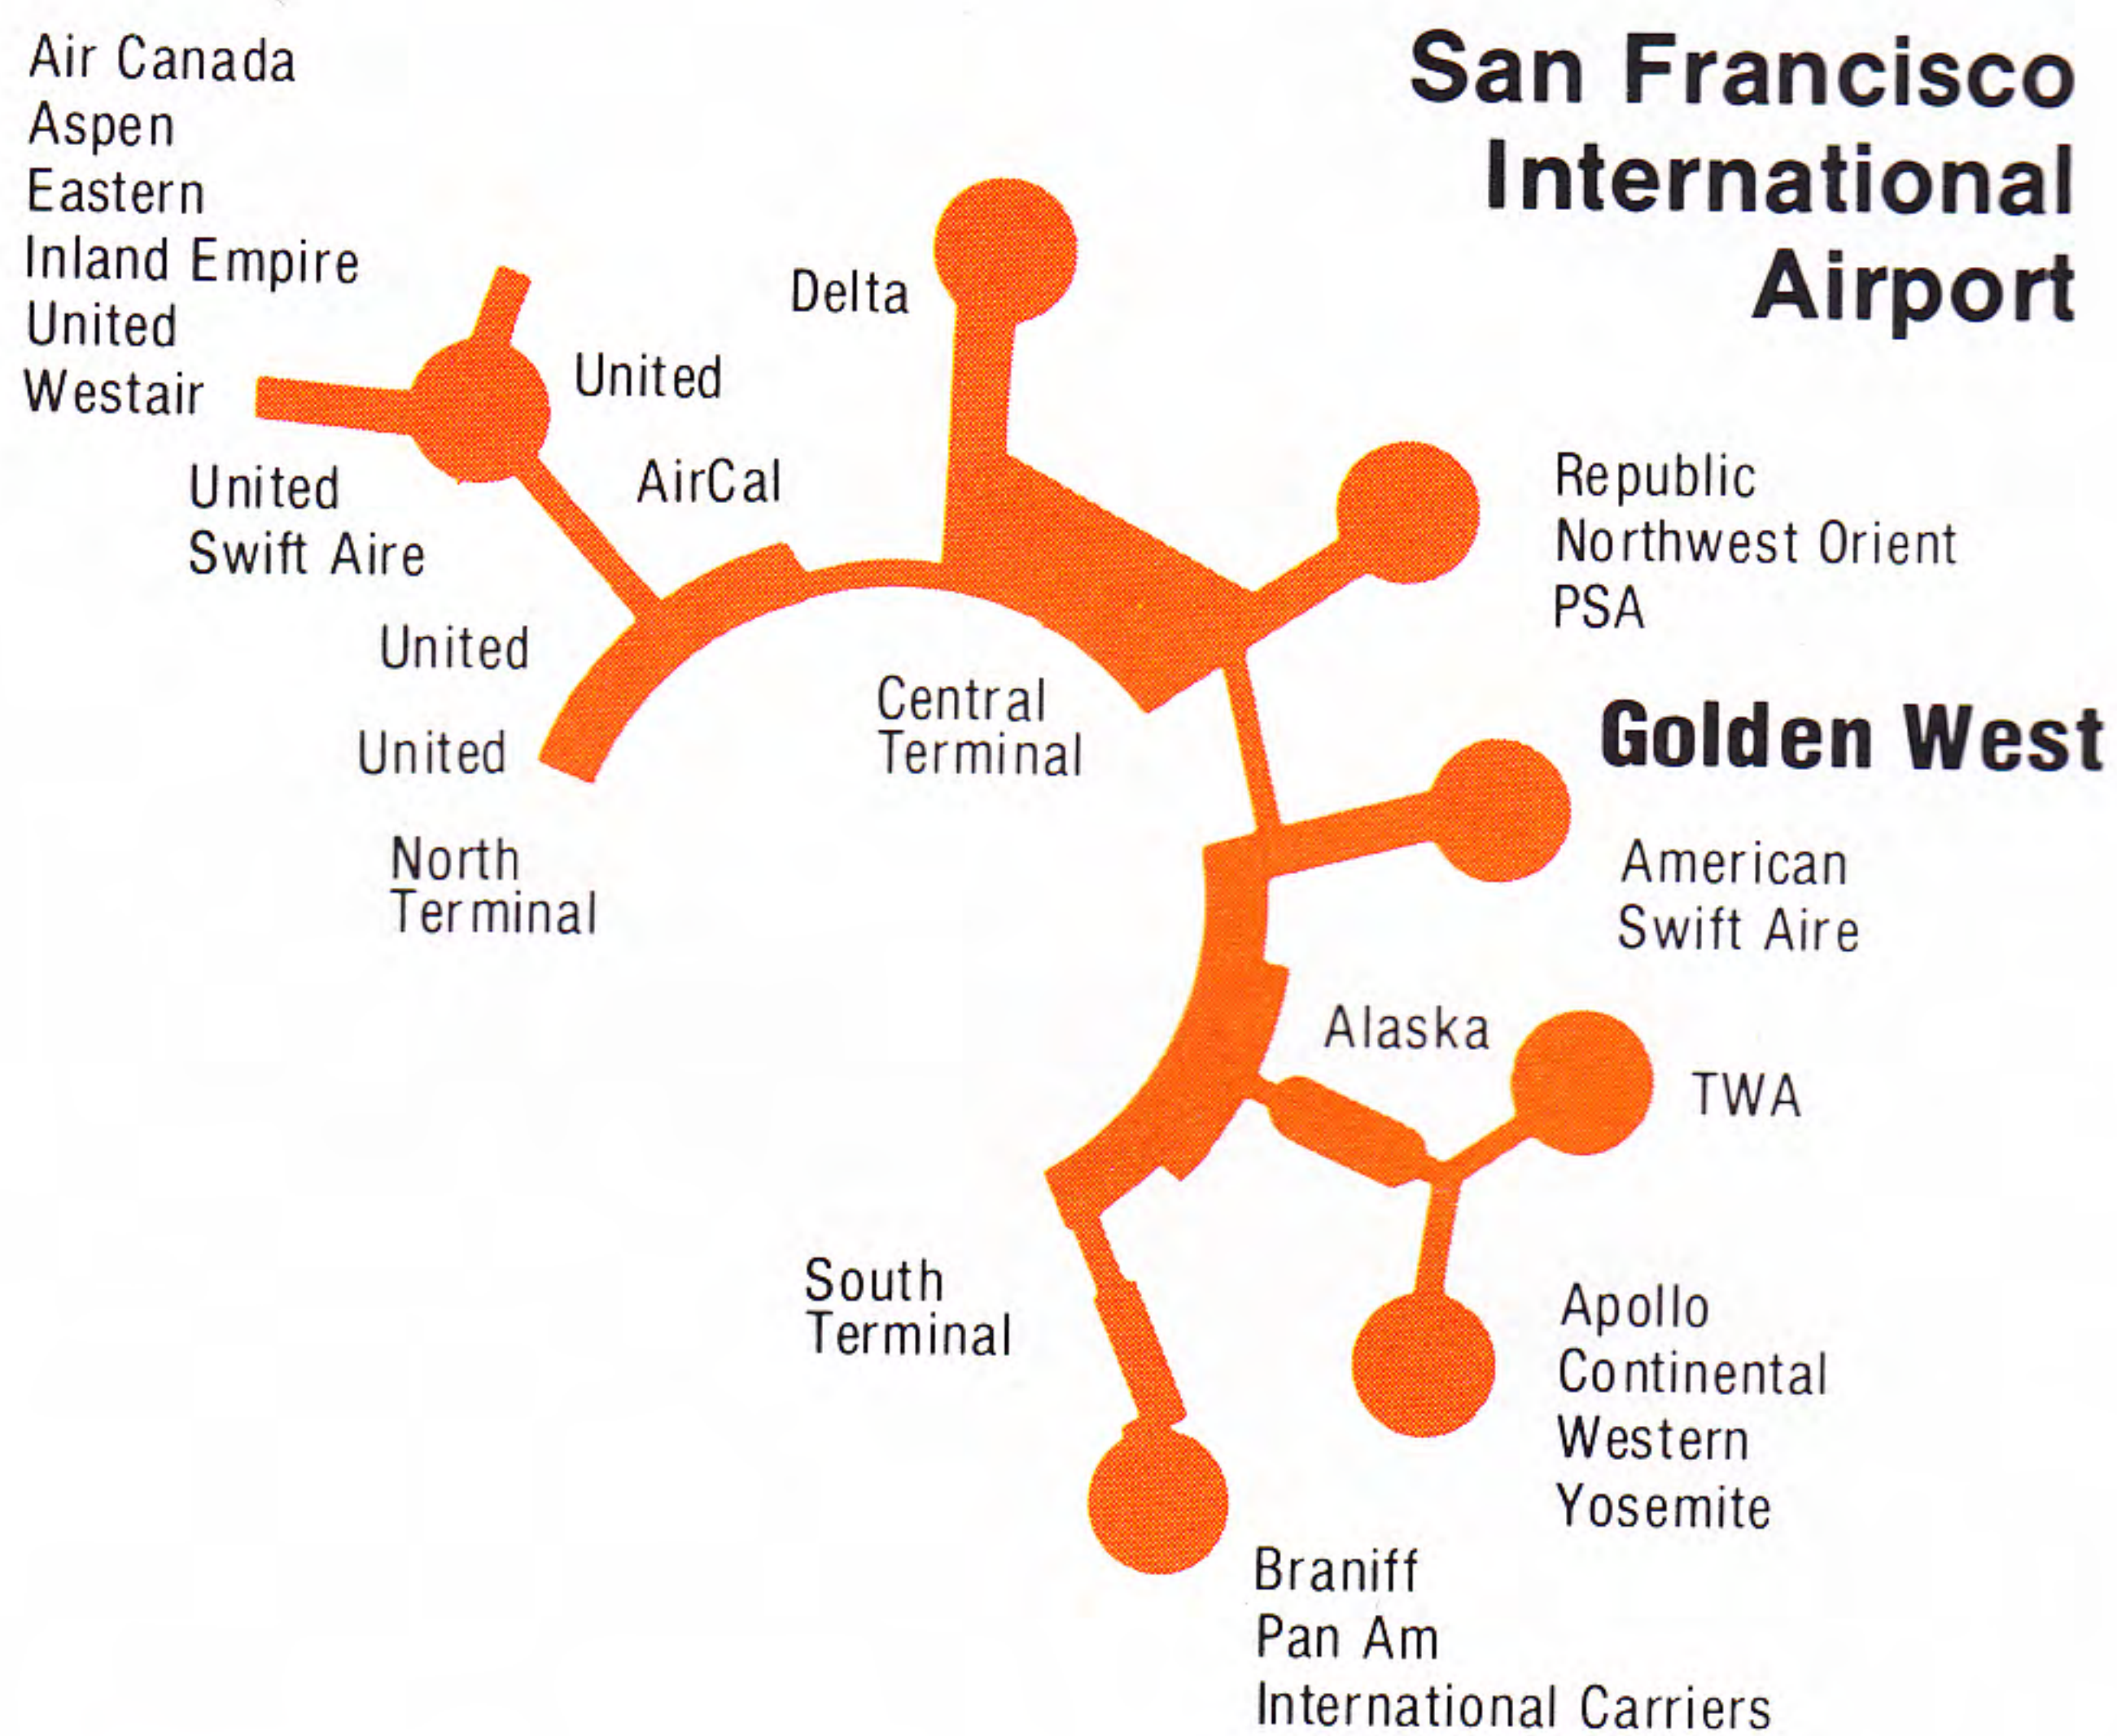 San Francisco
International
Airport
Air Canada
Aspen
Eastern
Inland Empire
United
Westair
United
Swift Aire
United
United
North
Terminal
United
AirCal
Delta
Central
Terminal
Republic
Northwest Orient
PSA
Golden West
American
Swift Aire
Alaska
TWA
Apollo
Continental
Western
Yosemite
South
Terminal
Braniff
Pan Am
International Carriers